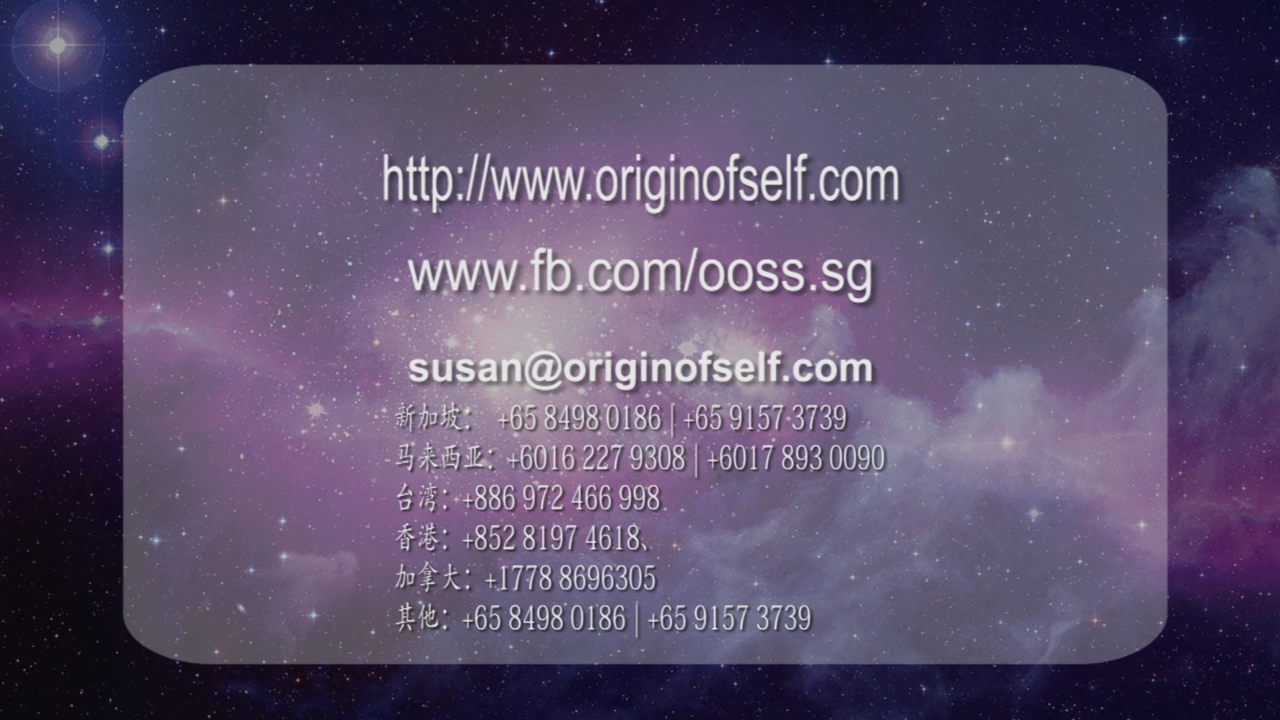 http://www.originofself.com
www.fb.com/ooss.sg
susan@originofself.com
新加坡： +65 8498 0186 | +65 9157 3739
马来西亚：+6016 227 9308 | +6017 893 0090
台湾：+886 972 466 998
香港：+852 8197 4618、
加拿大：+1778 8696305
其他：+65 8498 0186 | +65 9157 3739